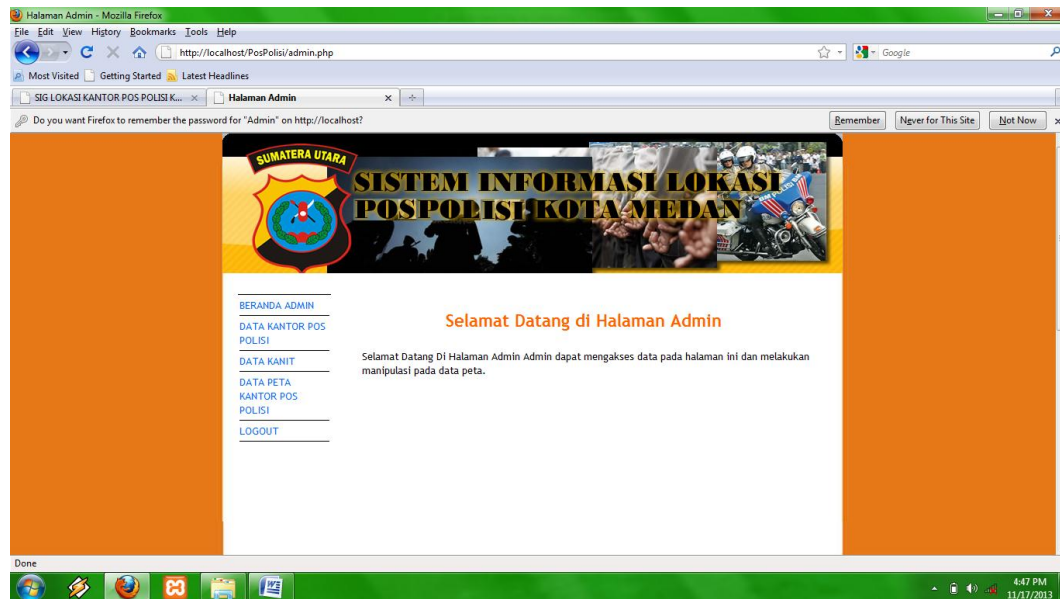 Halaman Admin - Mozilla Firefox
File Edit View History Bookmarks Tools Help
http://localhost/PosPolisi/admin.php
Google
Most Visited Getting Started Latest Headlines
SIG LOKASI KANTOR POS POLISI K...
Halaman Admin
Do you want Firefox to remember the password for "Admin" on http://localhost?
Remember
Never for This Site
Not Now
SUMATERA UTARA
SISTEM INFORMASI LOKASI
POSPOLISI KOTA MEDAN
BERANDA ADMIN
DATA KANTOR POS
POLISI
DATA KANIT
DATA PETA
KANTOR POS
POLISI
LOGOUT
Selamat Datang di Halaman Admin
Selamat Datang Di Halaman Admin Admin dapat mengakses data pada halaman ini dan melakukan
manipulasi pada data peta.
Done
4:47 PM
11/17/2013